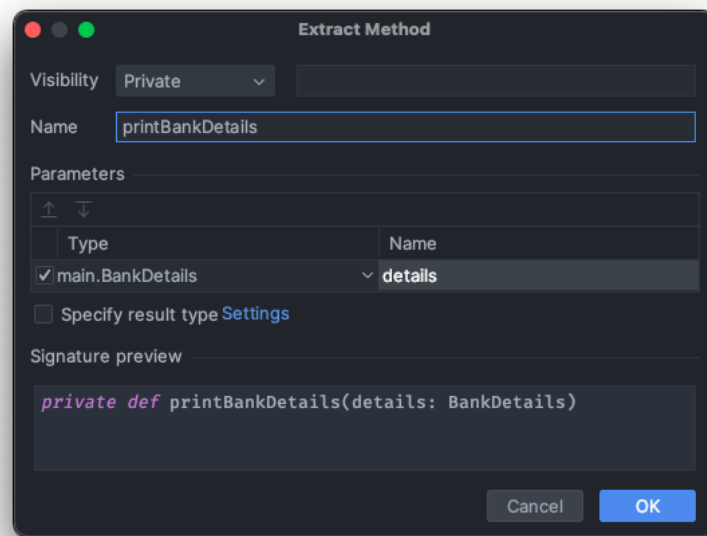 Extract Method
Visibility Private
Name printBankDetails
Parameters
Type Name
main.BankDetails details
Specify result type Settings
Signature preview
private def printBankDetails(details: BankDetails)
Cancel OK